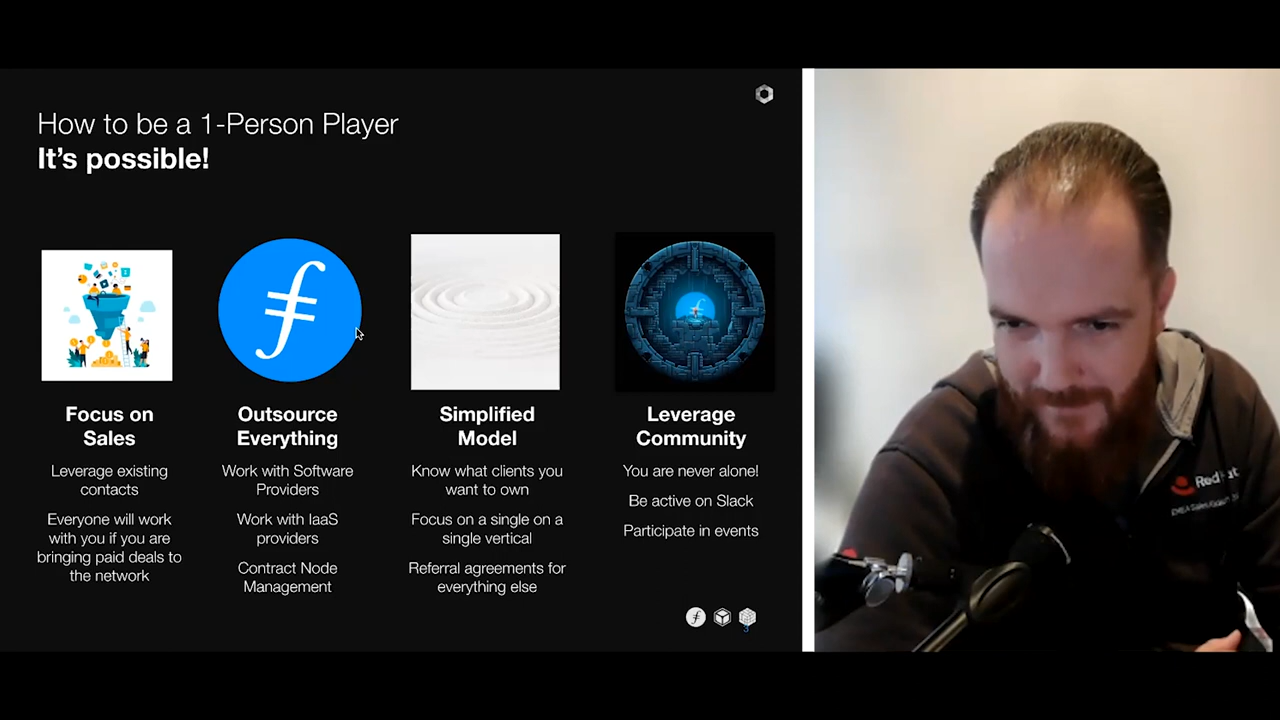 How to be a 1-Person Player
It's possible!
Focus on
Sales
Leverage existing
contacts
Everyone will work
with you if you are
bringing paid deals to
the network
Outsource
Everything
Work with Software
Providers
Work with IaaS
providers
Contract Node
Management
Simplified
Model
Know what clients you
want to own
Focus on a single on a
single vertical
Referral agreements for
everything else
Leverage
Community
You are never alone!
Be active on Slack
Participate in events
3